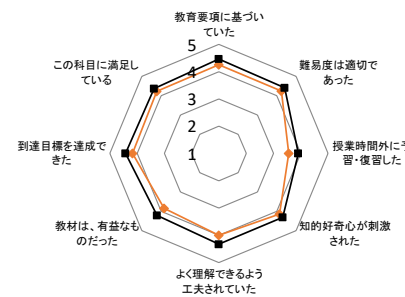 教育要項に基づい
ていた
5
4
3
2
1
難易度は適切で
あった
授業時間外に予
習・復習した
知的好奇心が刺激
された
よく理解できるよう
工夫されていた
教材は、有益なも
のだった
到達目標を達成で
きた
この科目に満足し
ている